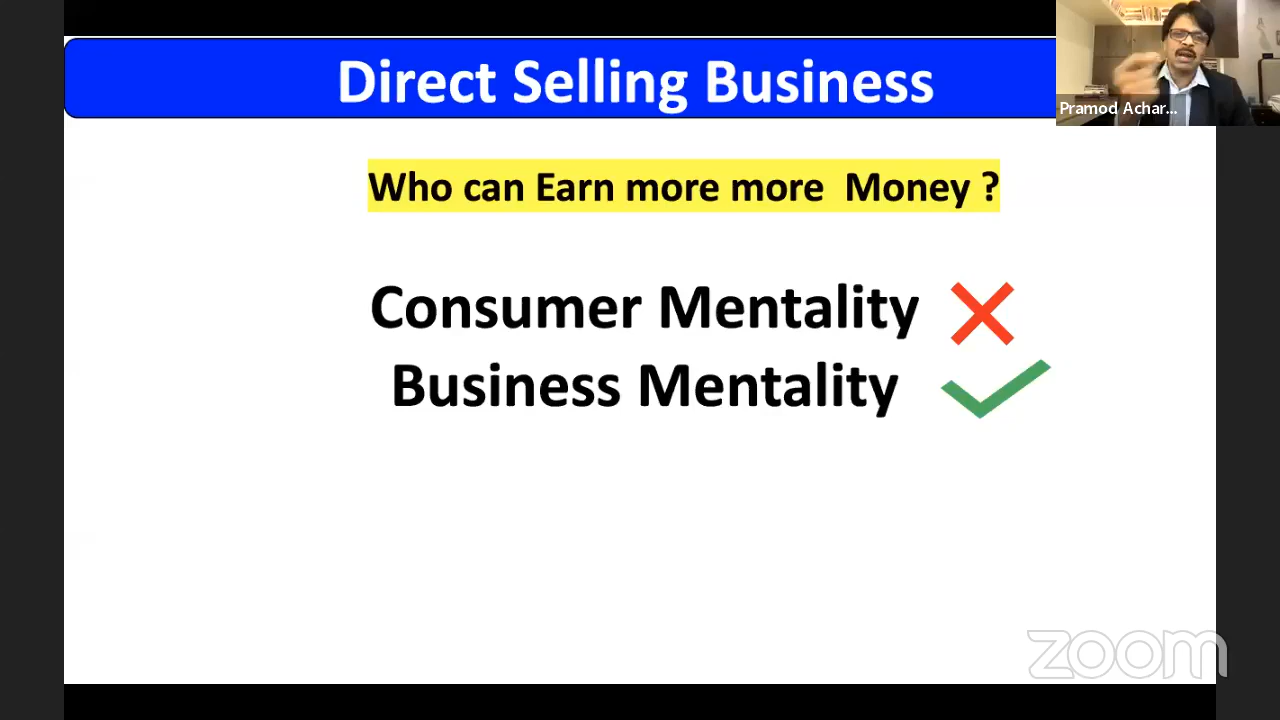 Direct Selling Business
Pramod Achar...
Who can Earn more more Money ?
Consumer Mentality
Business Mentality
zoom